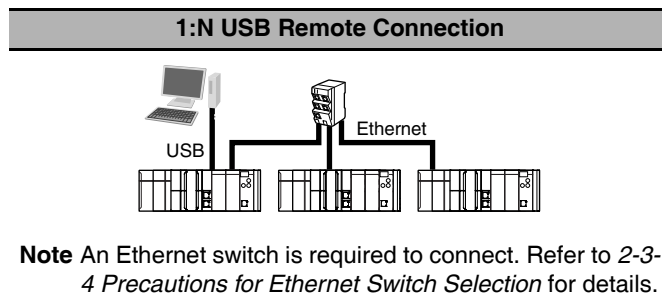 1:N USB Remote Connection
Ethernet
USB
Note An Ethernet switch is required to connect. Refer to 2-3-
4 Precautions for Ethernet Switch Selection for details.